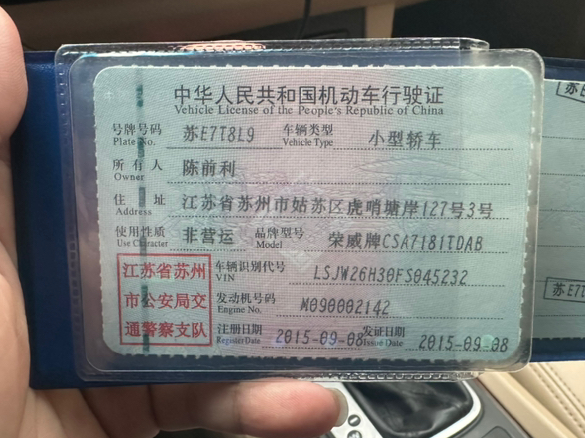 中华人民共和国机动车行驶证
Vehicle License of the People's Republic of China
号牌号码 苏E7T8L9 车辆类型 小型轿车
Plate No. Vehicle Type
所有人 陈前利
Owner
住址 江苏省苏州市姑苏区虎哨塘岸127号3号
Address
使用性质 非营运 品牌型号 荣威牌CSA7181TDAB
Use Character Model
江苏省苏州
市公安局交
通警察支队
车辆识别代号 LSJW26H30FS045232
VIN
发动机号码 M090002142
Engine No.
注册日期 2015-09-08 发证日期 2015-09-08
Register Date Issue Date
苏E
苏E7